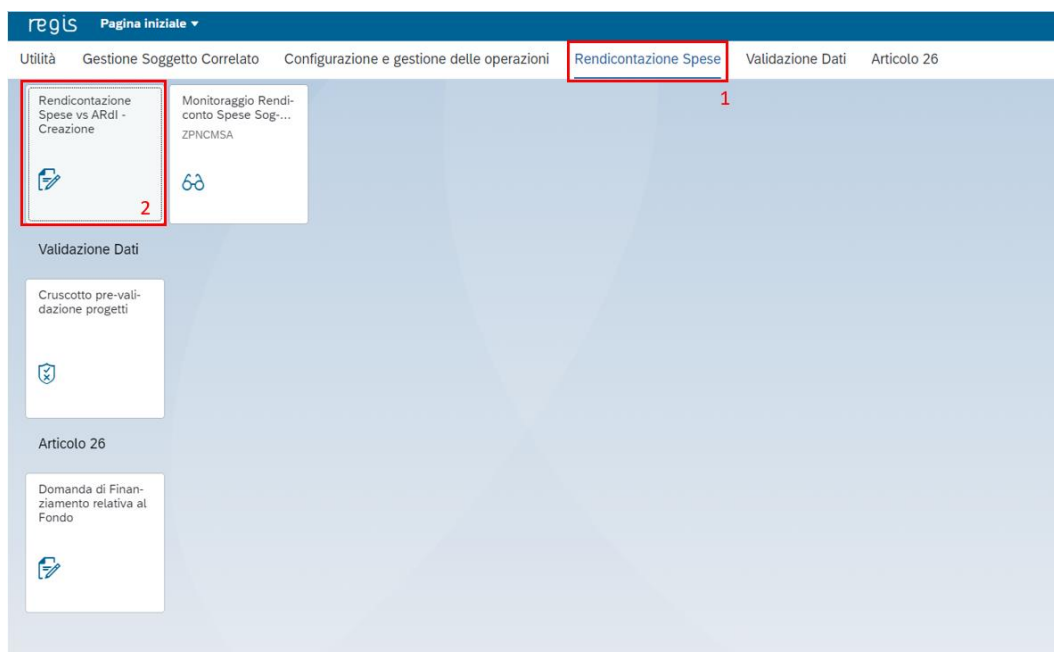 regis Pagina iniziale
Utilità Gestione Soggetto Correlato Configurazione e gestione delle operazioni Rendicontazione Spese Validazione Dati Articolo 26
1
Rendicontazione
Spese vs ARdI -
Creazione
2
Monitoraggio Rendi-
conto Spese Sog-...
ZPNCMSA
Validazione Dati
Cruscotto pre-vali-
dazione progetti
Articolo 26
Domanda di Finan-
ziamento relativa al
Fondo